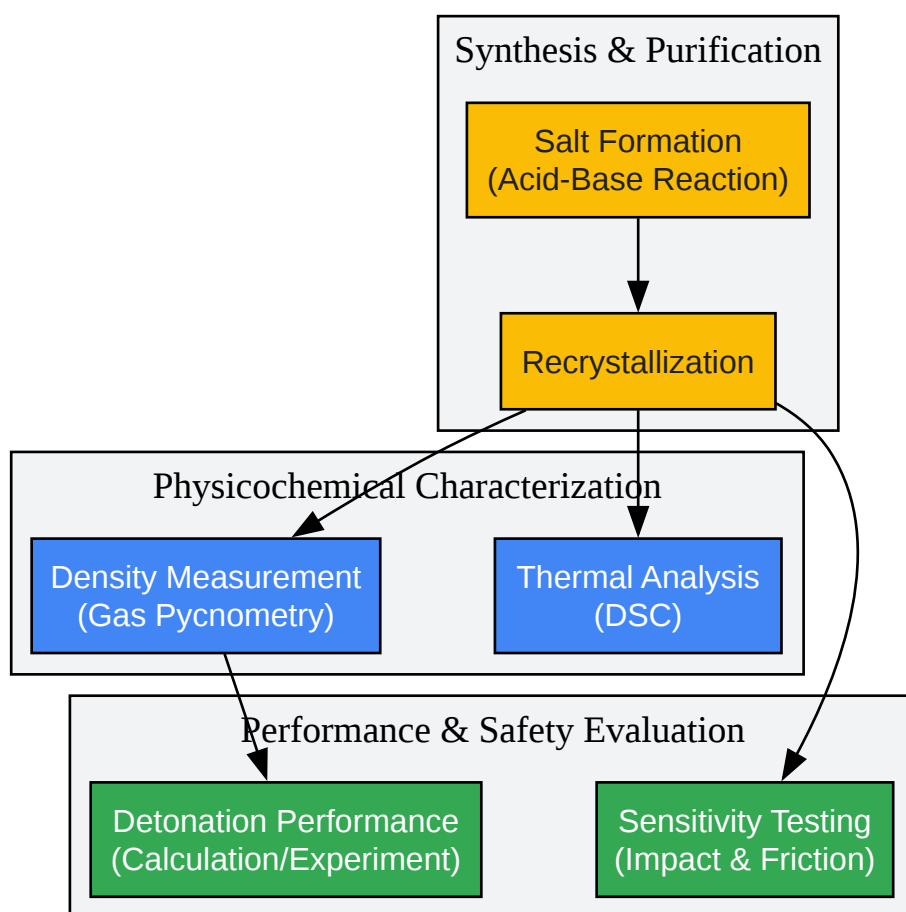 Synthesis & Purification
Salt Formation
(Acid-Base Reaction)
Recrystallization
Physicochemical Characterization
Density Measurement
(Gas Pycnometry)
Thermal Analysis
(DSC)
Performance & Safety Evaluation
Detonation Performance
(Calculation/Experiment)
Sensitivity Testing
(Impact & Friction)